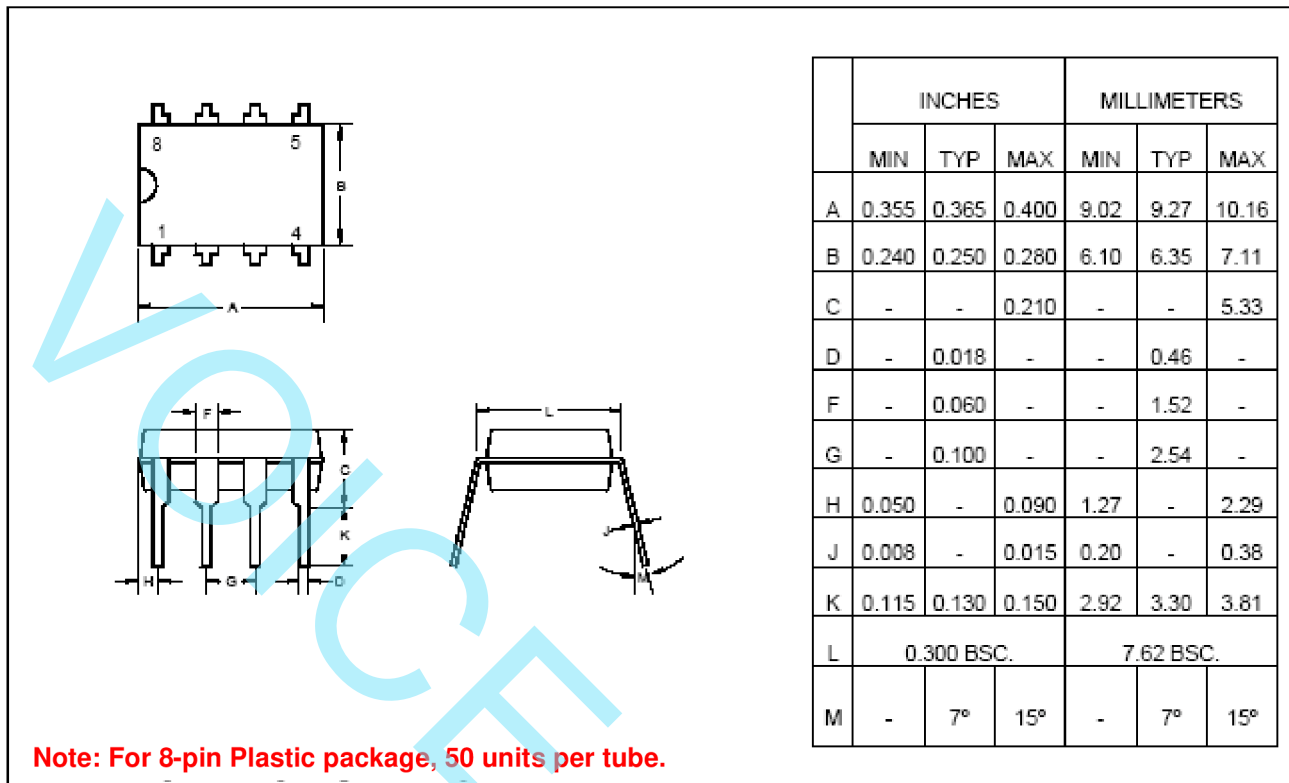 8 5
B
1 4
A
F
L
C
K
J
H G D
M
INCHES MILLIMETERS
MIN TYP MAX MIN TYP MAX
A 0.355 0.365 0.400 9.02 9.27 10.16
B 0.240 0.250 0.280 6.10 6.35 7.11
C - - 0.210 - - 5.33
D - 0.018 - - 0.46 -
F - 0.060 - - 1.52 -
G - 0.100 - - 2.54 -
H 0.050 - 0.090 1.27 - 2.29
J 0.008 - 0.015 0.20 - 0.38
K 0.115 0.130 0.150 2.92 3.30 3.81
L 0.300 BSC. 7.62 BSC.
M - 7º 15º - 7º 15º
VOICE
Note: For 8-pin Plastic package, 50 units per tube.